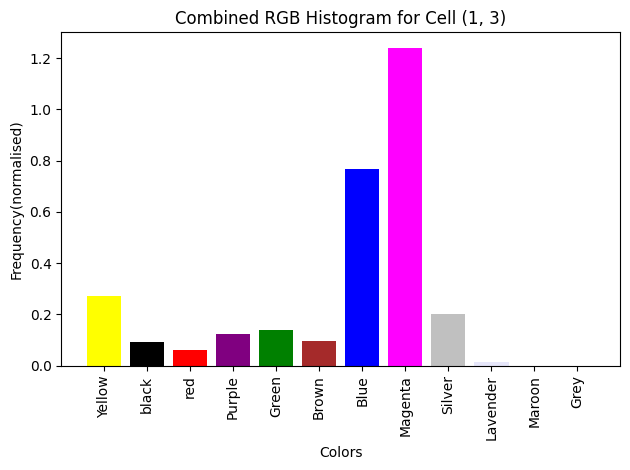 Combined RGB Histogram for Cell (1, 3)
Frequency(normalised)
1.2
1.0
0.8
0.6
0.4
0.2
0.0
Yellow
black
red
Purple
Green
Brown
Blue
Magenta
Silver
Lavender
Maroon
Grey
Colors